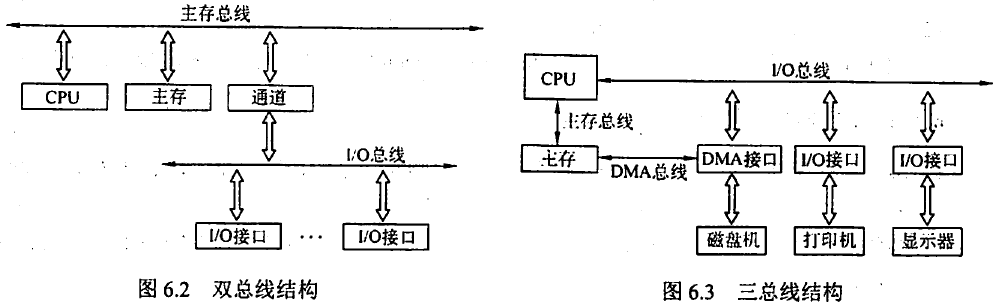 主存总线
CPU
主存
通道
I/O总线
I/O接口
···
I/O接口
图 6.2 双总线结构
CPU
I/O总线
主存总线
主存
DMA总线
DMA接口
I/O接口
I/O接口
磁盘机
打印机
显示器
图 6.3 三总线结构